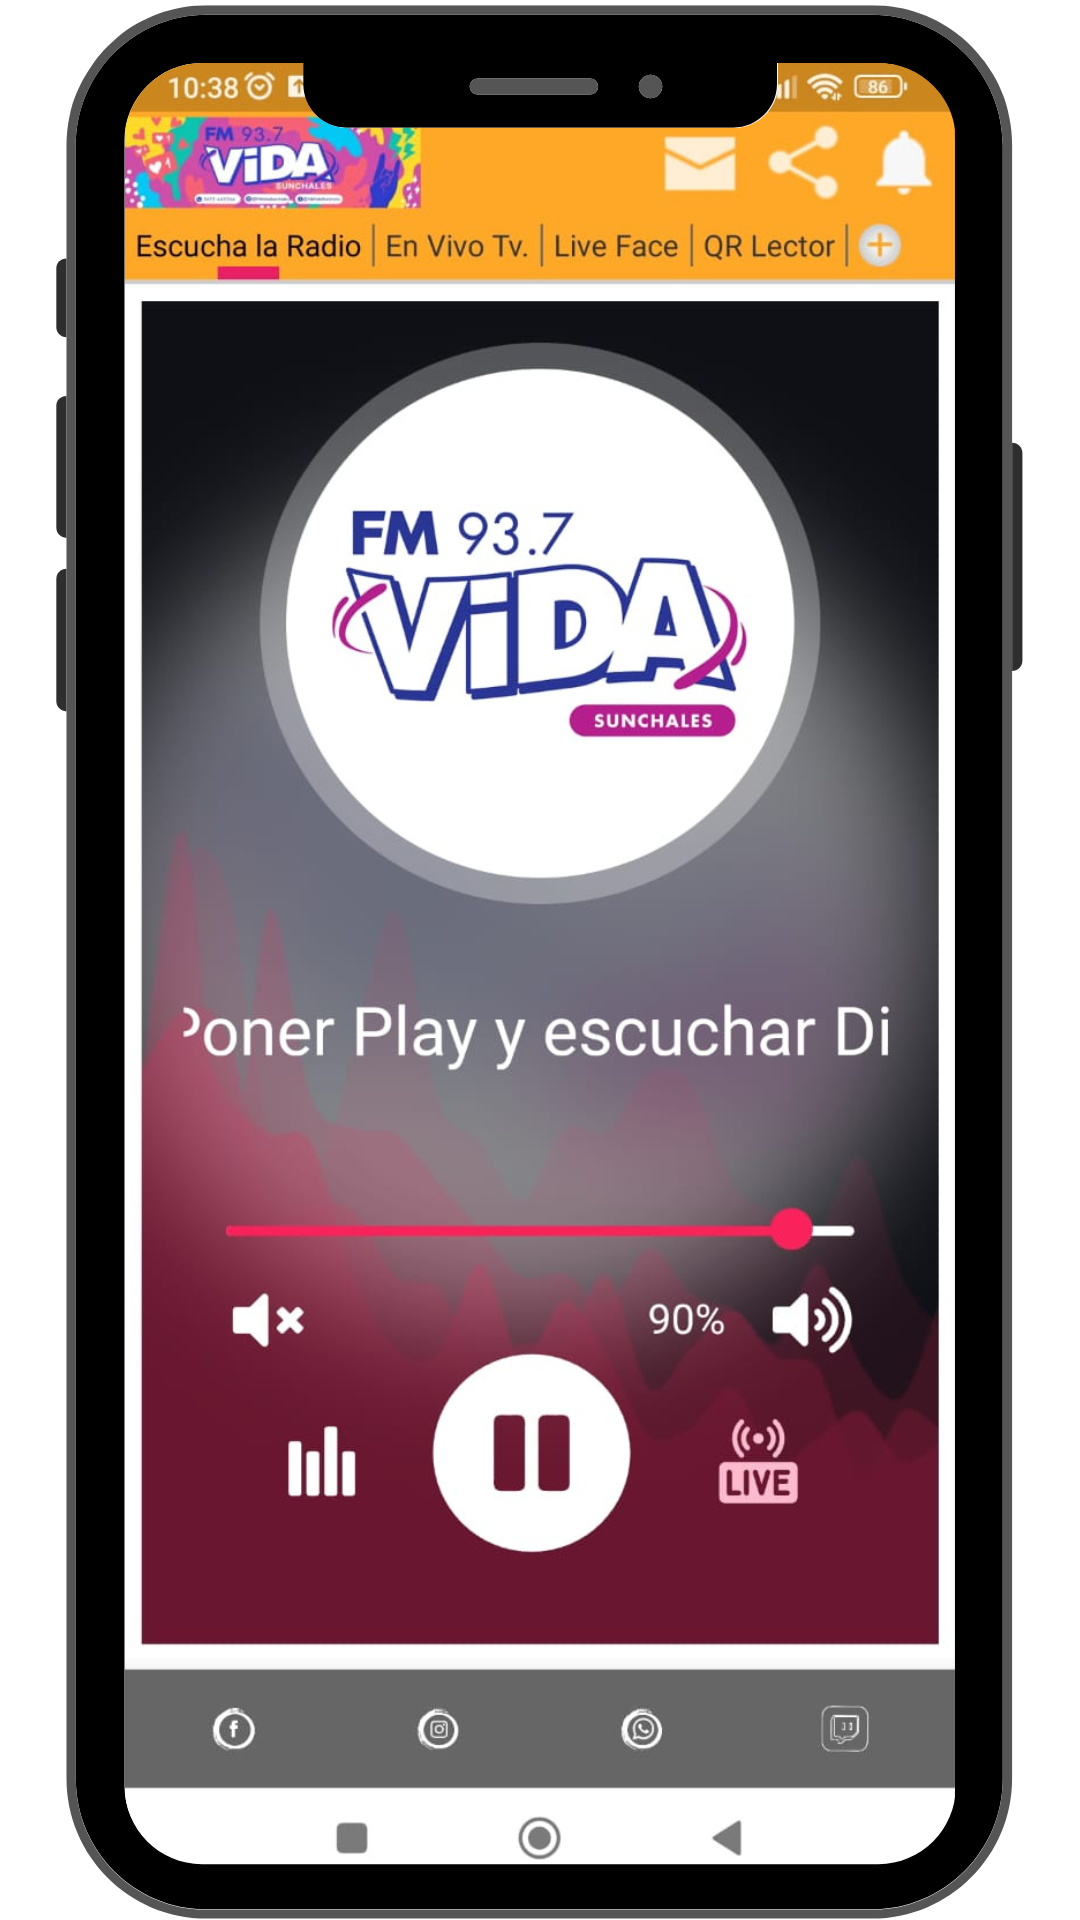 10:38
86
FM 93.7
ViDA
SUNCHALES
Escucha la Radio
En Vivo Tv.
Live Face
QR Lector
FM 93.7
ViDA
SUNCHALES
Poner Play y escuchar Di
90%
LIVE